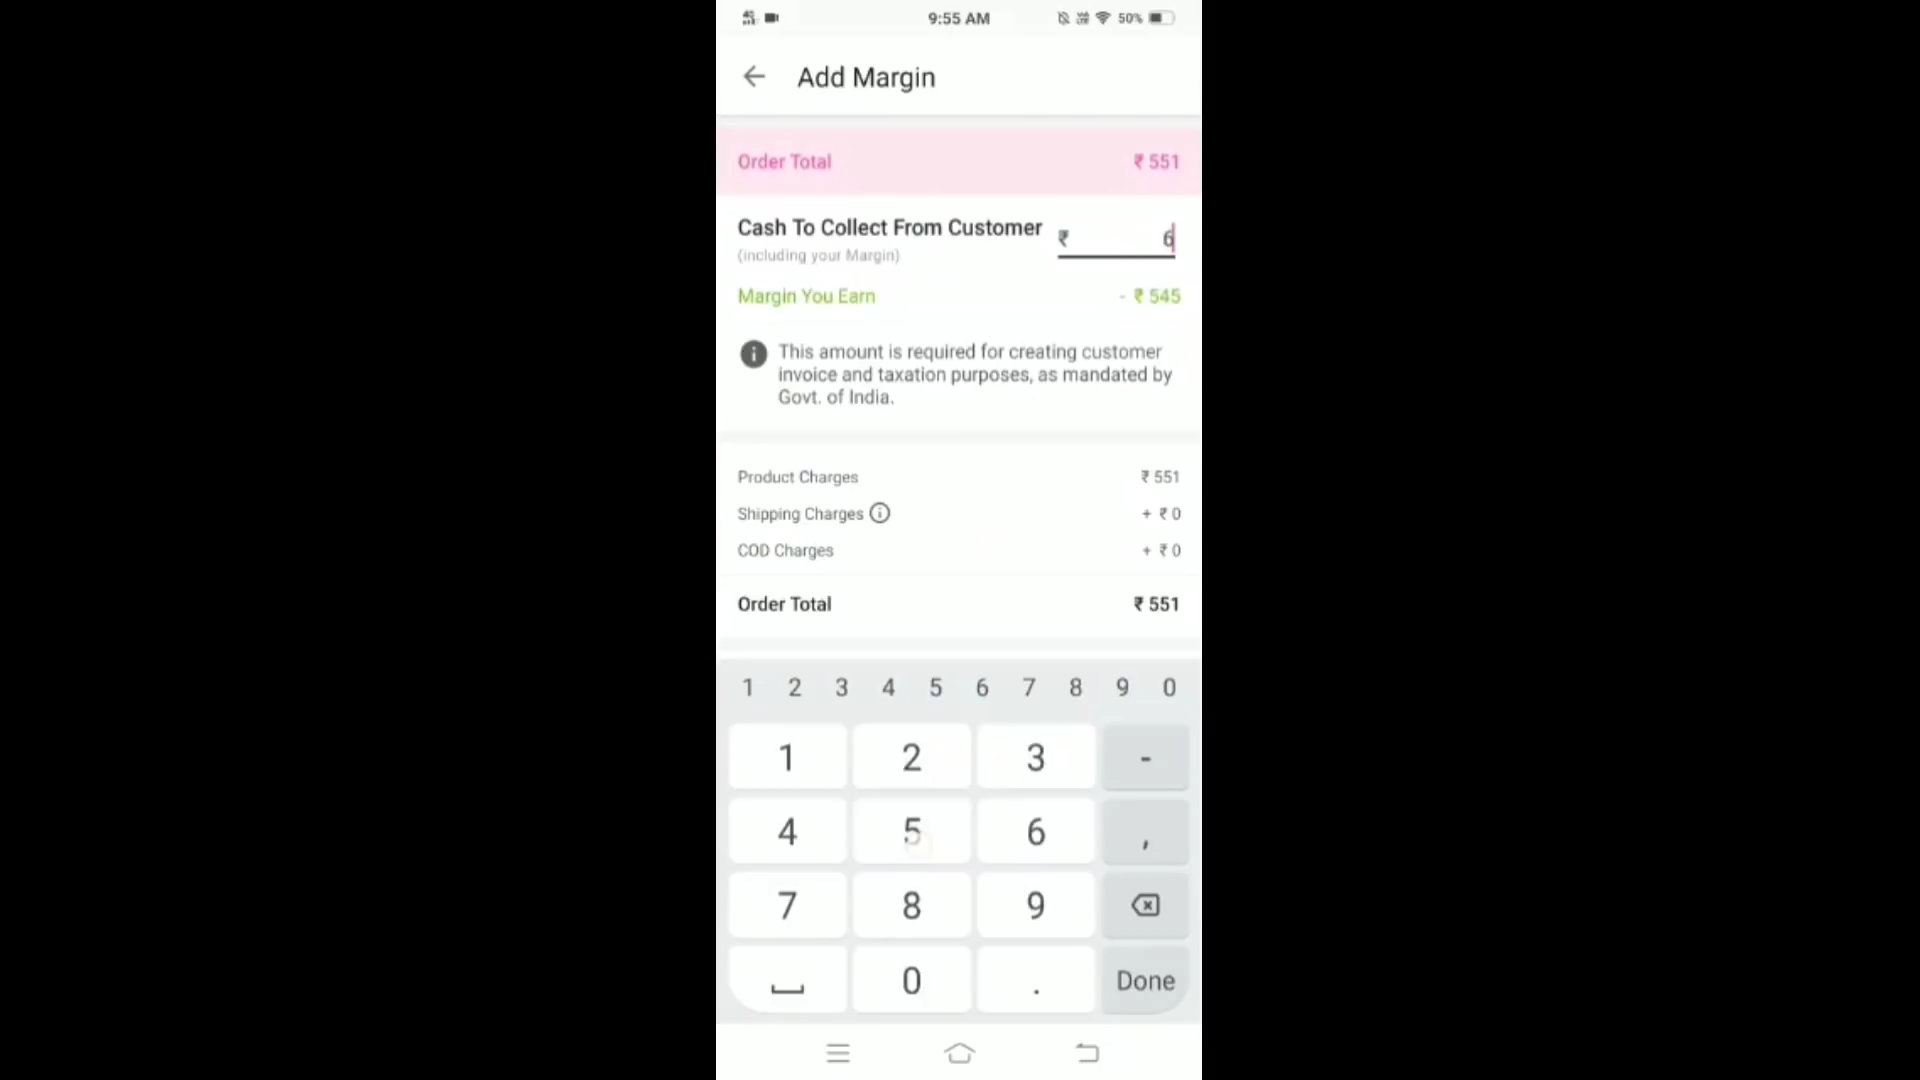 9:55 AM 50%
Add Margin
Order Total ₹ 551
Cash To Collect From Customer ₹ 6
(including your Margin)
Margin You Earn - ₹ 545
This amount is required for creating customer
invoice and taxation purposes, as mandated by
Govt. of India.
Product Charges ₹ 551
Shipping Charges + ₹ 0
COD Charges + ₹ 0
Order Total ₹ 551
1 2 3 4 5 6 7 8 9 0
1 2 3 -
4 5 6 ,
7 8 9
0 . Done